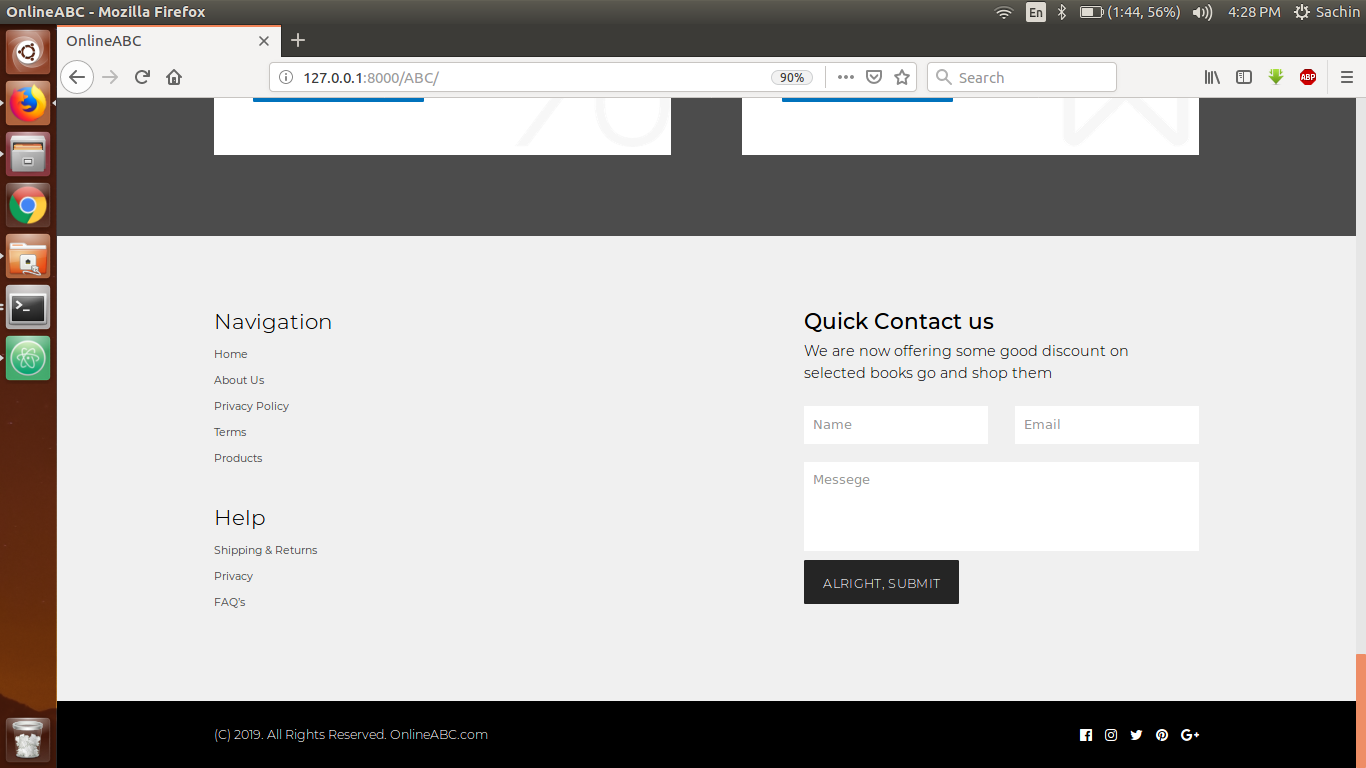 OnlineABC - Mozilla Firefox
En
(1:44, 56%)
4:28 PM
Sachin
OnlineABC
127.0.0.1:8000/ABC/
90%
Search
ABP
Navigation
Home
About Us
Privacy Policy
Terms
Products
Help
Shipping & Returns
Privacy
FAQ's
Quick Contact us
We are now offering some good discount on
selected books go and shop them
Name
Email
Messege
ALRIGHT, SUBMIT
(C) 2019. All Rights Reserved. OnlineABC.com